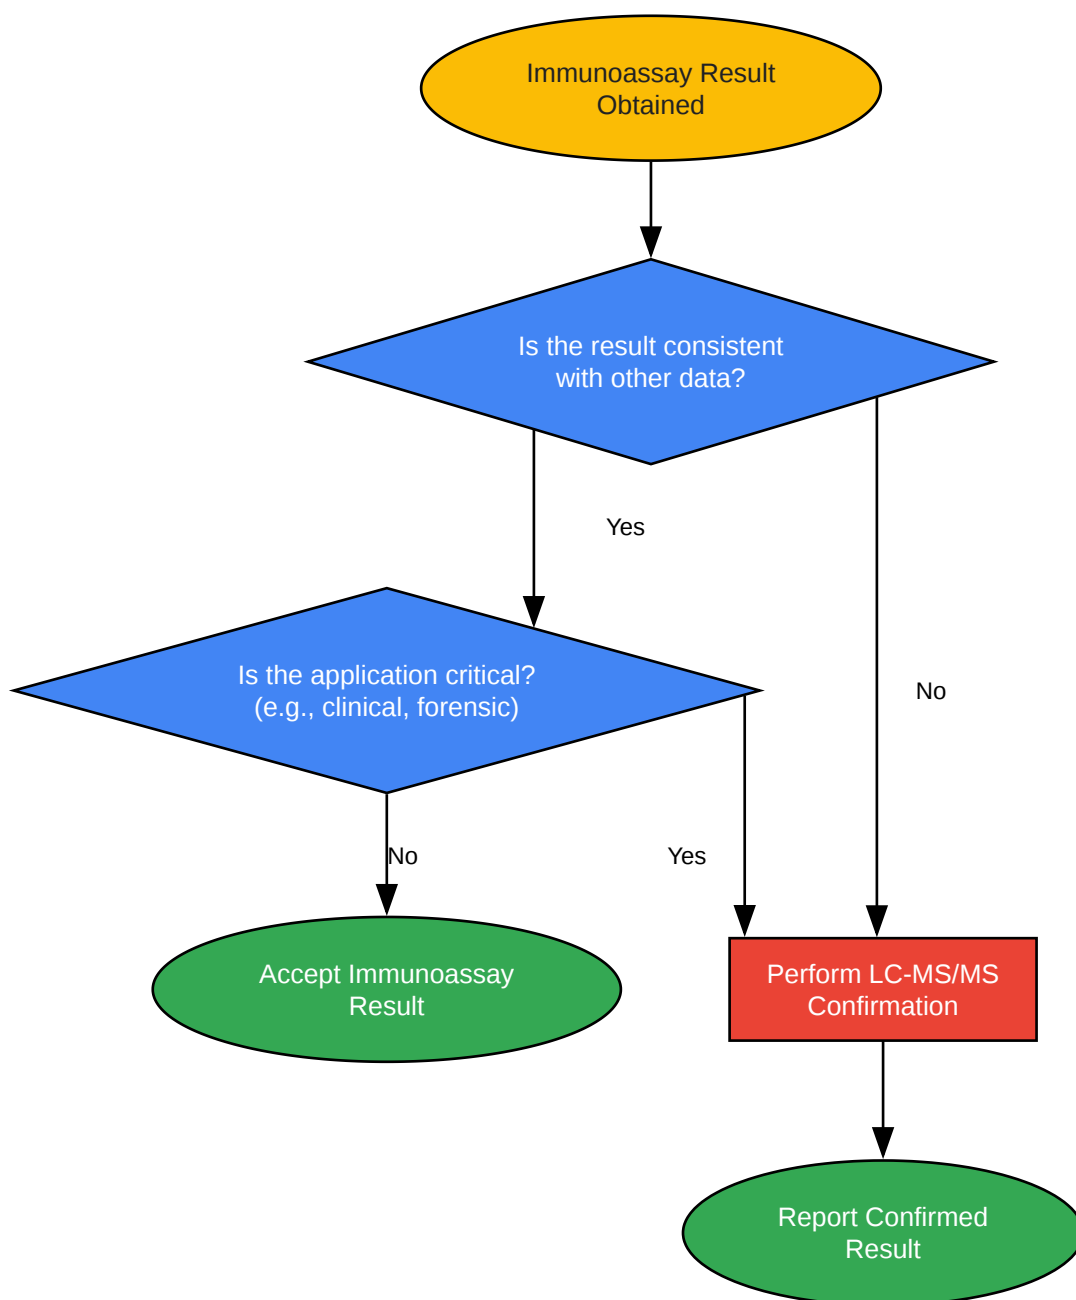 Immunoassay Result
Obtained
Is the result consistent
with other data?
Yes
No
Is the application critical?
(e.g., clinical, forensic)
No
Yes
Accept Immunoassay
Result
Perform LC-MS/MS
Confirmation
Report Confirmed
Result